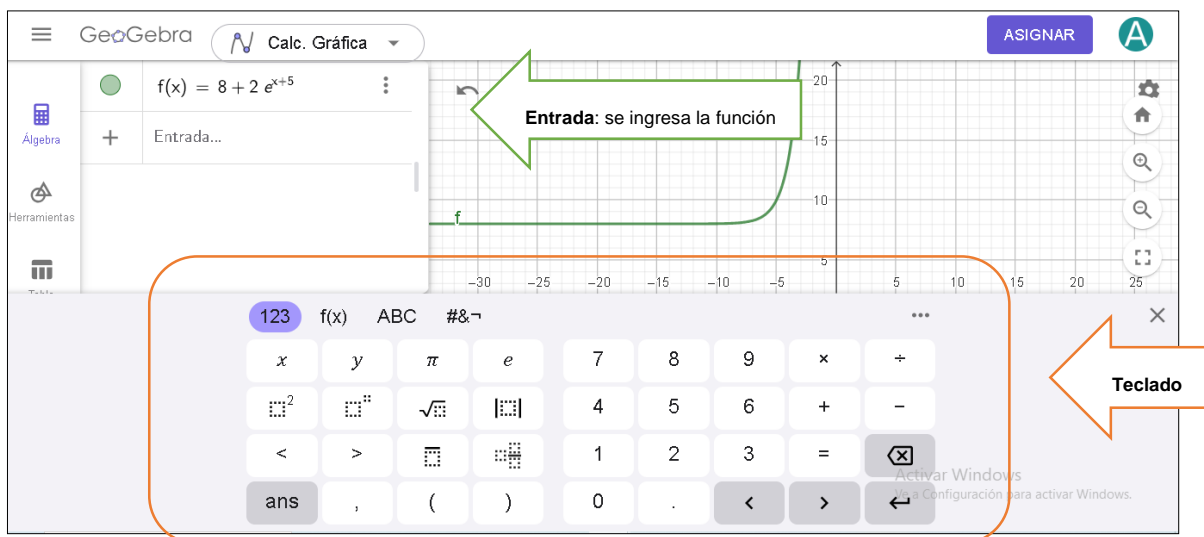 GeoGebra
Calc. Gráfica
ASIGNAR
A
f(x) = 8 + 2 e^{x+5}
Entrada...
Álgebra
Herramientas
Entrada: se ingresa la función
f
20
15
10
5
−30 −25 −20 −15 −10 −5 5 10 15 20 25
123 f(x) ABC #&¬ ...
x y π e 7 8 9 × ÷
□² □^□ √□ |□| 4 5 6 + −
< > 1 2 3 =
ans , ( ) 0 . < >
Teclado
Activar Windows
Ve a Configuración para activar Windows.